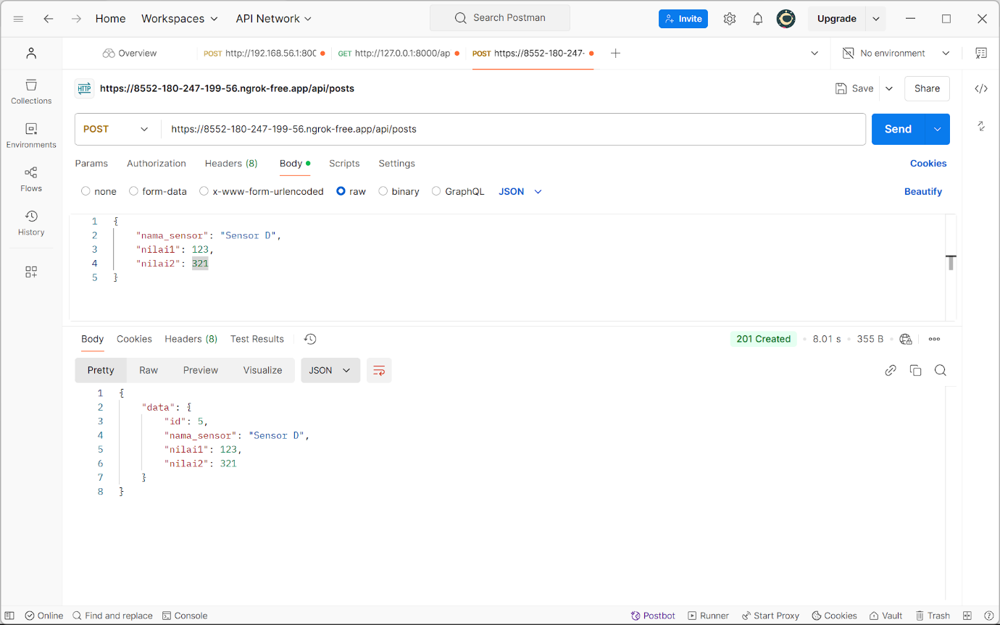 Home Workspaces API Network Search Postman Invite Upgrade
Overview POST http://192.168.56.1:800 GET http://127.0.0.1:8000/ap POST https://8552-180-247- No environment
HTTP https://8552-180-247-199-56.ngrok-free.app/api/posts Save Share
Collections
Environments
Flows
History
POST https://8552-180-247-199-56.ngrok-free.app/api/posts Send
Params Authorization Headers (8) Body Scripts Settings Cookies
none form-data x-www-form-urlencoded raw binary GraphQL JSON Beautify
1 {
2 "nama_sensor": "Sensor D",
3 "nilai1": 123,
4 "nilai2": 321
5 }
Body Cookies Headers (8) Test Results 201 Created 8.01 s 355 B
Pretty Raw Preview Visualize JSON
1 {
2 "data": {
3 "id": 5,
4 "nama_sensor": "Sensor D",
5 "nilai1": 123,
6 "nilai2": 321
7 }
8 }
Online Find and replace Console Postbot Runner Start Proxy Cookies Vault Trash